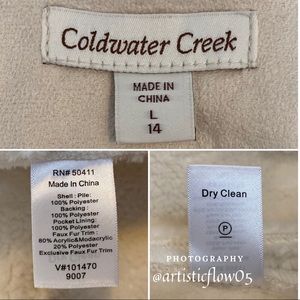 Coldwater Creek
MADE IN
CHINA
L
14
RN# 50411
Made In China
Shell : Pile:
100% Polyester
Backing :
100% Polyester
Pocket Lining:
100% Polyester
Faux Fur Trim :
80% Acrylic&Modacrylic
20% Polyester
Exclusive Faux Fur Trim
V#101470
9007
Dry Clean
P
PHOTOGRAPHY
@artisticflow05